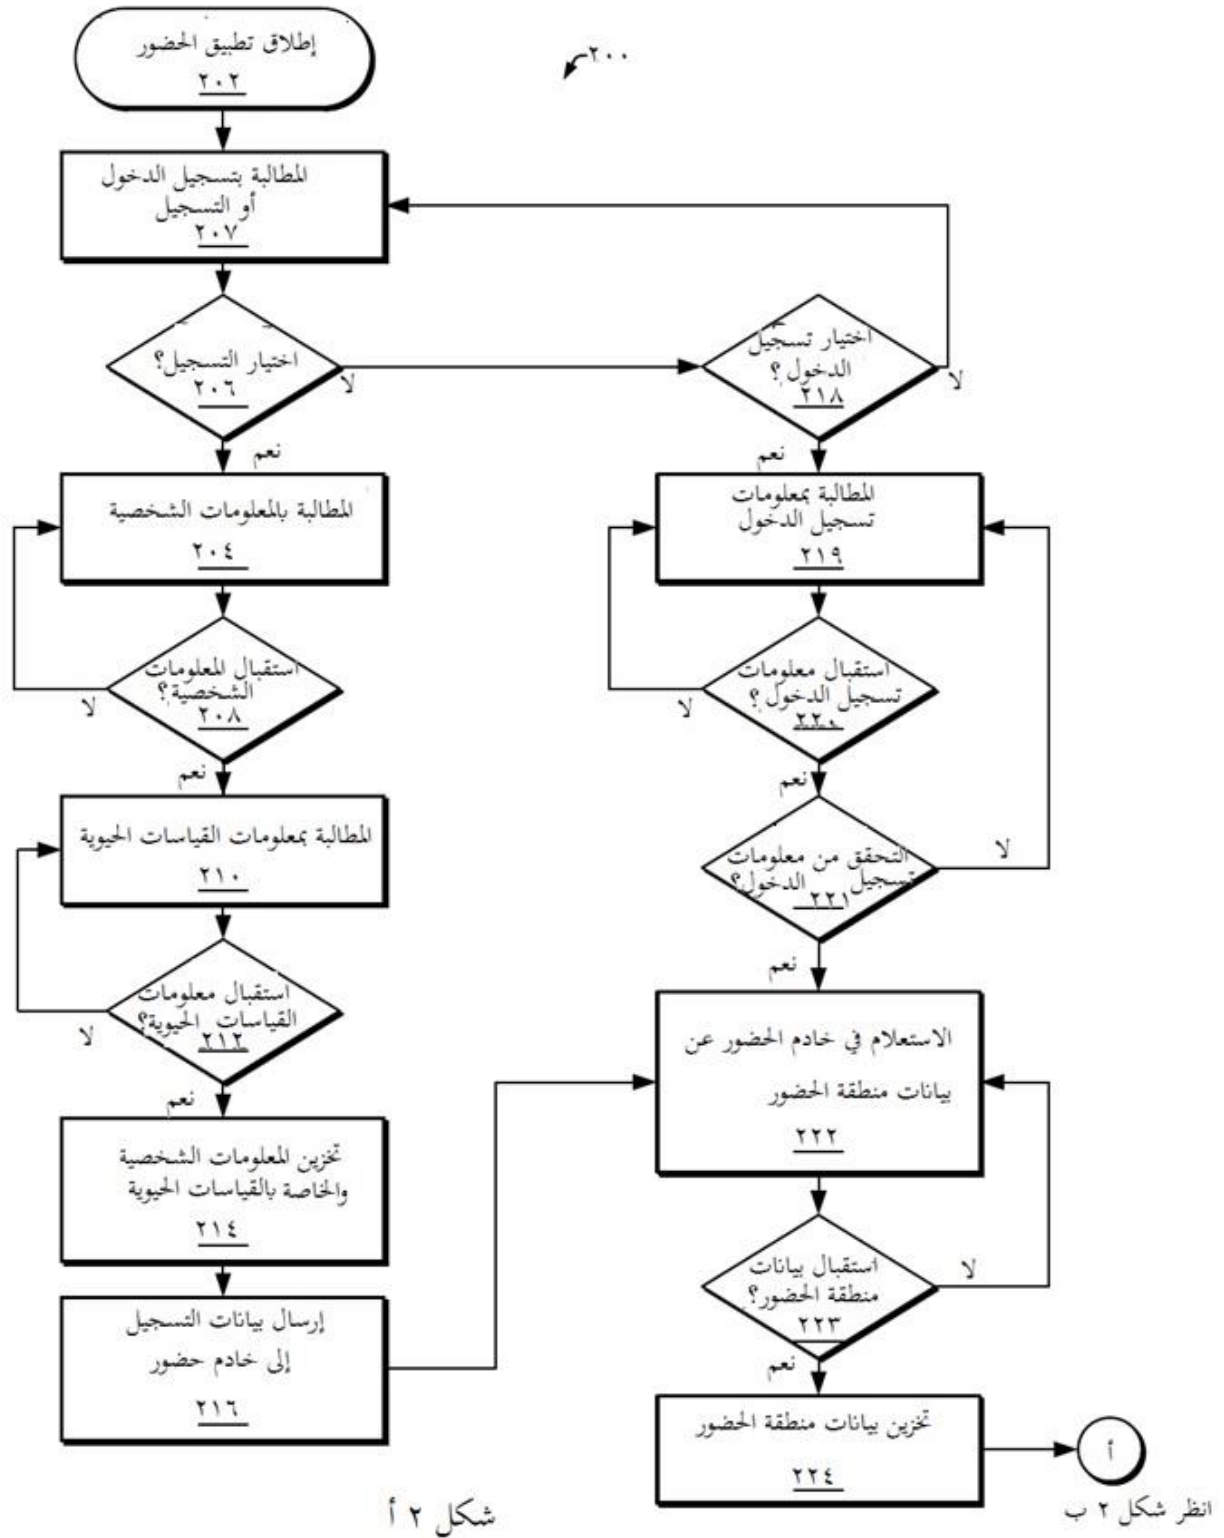 إطلاق تطبيق الحضور
٢٠٢
٢٠٠
المطالبة بتسجيل الدخول
أو التسجيل
٢٠٧
اختيار التسجيل؟
٢٠٦
لا
نعم
المطالبة بالمعلومات الشخصية
٢٠٤
استقبال المعلومات
الشخصية؟
٢٠٨
لا
نعم
المطالبة بمعلومات القياسات الحيوية
٢١٠
استقبال معلومات
القياسات الحيوية؟
٢١٢
لا
نعم
تخزين المعلومات الشخصية
والخاصة بالقياسات الحيوية
٢١٤
إرسال بيانات التسجيل
إلى خادم حضور
٢١٦
اختيار تسجيل
الدخول؟
٢١٨
لا
نعم
المطالبة بمعلومات
تسجيل الدخول
٢١٩
استقبال معلومات
تسجيل الدخول؟
٢٢٠
لا
نعم
التحقق من معلومات
تسجيل الدخول؟
٢٢١
لا
نعم
الاستعلام في خادم الحضور عن
بيانات منطقة الحضور
٢٢٢
استقبال بيانات
منطقة الحضور؟
٢٢٣
لا
نعم
تخزين بيانات منطقة الحضور
٢٢٤
أ
انظر شكل ٢ ب
شكل ٢ أ